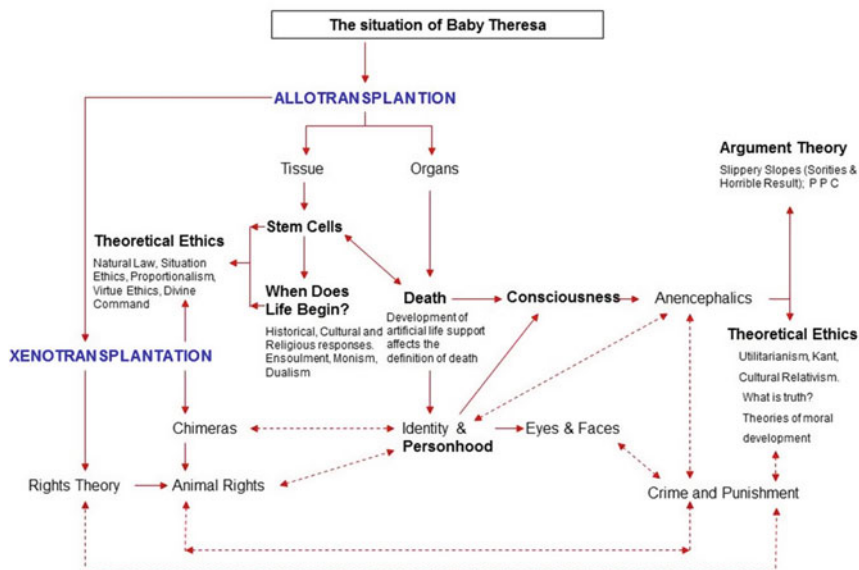 The situation of Baby Theresa
ALLOTRANSPLANTION
Tissue
Organs
Argument Theory
Slippery Slopes (Sorities &
Horrible Result); P P C
Stem Cells
Theoretical Ethics
Natural Law, Situation
Ethics, Proportionalism,
Virtue Ethics, Divine
Command
When Does
Life Begin?
Historical, Cultural and
Religious responses.
Ensoulment, Monism,
Dualism
Death
Development of
artificial life support
affects the
definition of death
Consciousness
Anencephalics
Theoretical Ethics
Utilitarianism, Kant,
Cultural Relativism.
What is truth?
Theories of moral
development
XENOTRANSPLANTATION
Chimeras
Identity &
Personhood
Eyes & Faces
Rights Theory
Animal Rights
Crime and Punishment